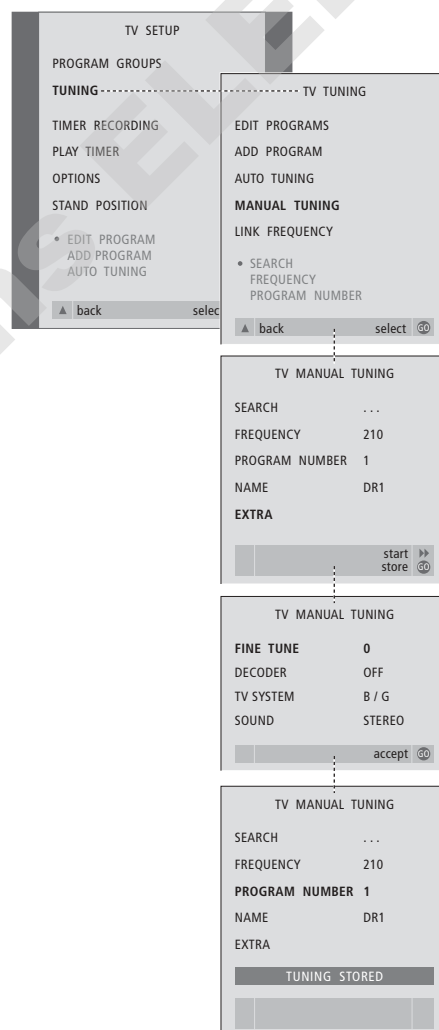 TV SETUP
PROGRAM GROUPS
TUNING
TIMER RECORDING
PLAY TIMER
OPTIONS
STAND POSITION
• EDIT PROGRAM
ADD PROGRAM
AUTO TUNING
▲ back selec
TV TUNING
EDIT PROGRAMS
ADD PROGRAM
AUTO TUNING
MANUAL TUNING
LINK FREQUENCY
• SEARCH
FREQUENCY
PROGRAM NUMBER
▲ back select GO
TV MANUAL TUNING
SEARCH . . .
FREQUENCY 210
PROGRAM NUMBER 1
NAME DR1
EXTRA
start
store GO
TV MANUAL TUNING
FINE TUNE 0
DECODER OFF
TV SYSTEM B / G
SOUND STEREO
accept GO
TV MANUAL TUNING
SEARCH . . .
FREQUENCY 210
PROGRAM NUMBER 1
NAME DR1
EXTRA
TUNING STORED